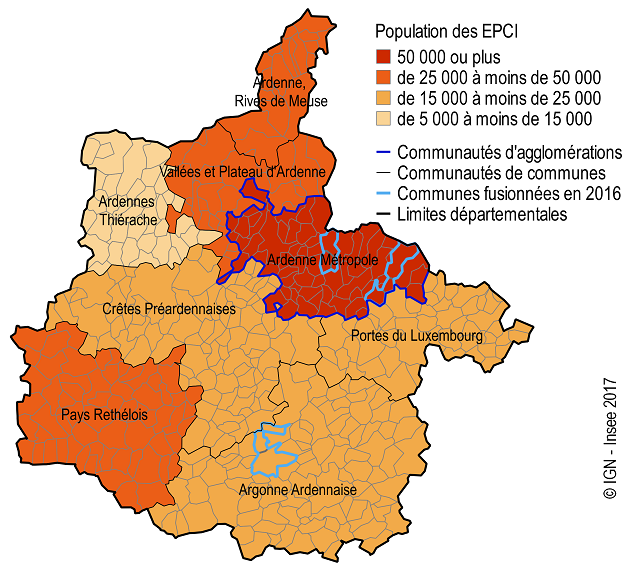 Population des EPCI
50 000 ou plus
de 25 000 à moins de 50 000
de 15 000 à moins de 25 000
de 5 000 à moins de 15 000
Communautés d'agglomérations
Communautés de communes
Communes fusionnées en 2016
Limites départementales
Ardenne,
Rives de Meuse
Vallées et Plateau d'Ardenne
Ardennes
Thiérache
Ardenne Métropole
Crêtes Préardennaises
Portes du Luxembourg
Pays Rethélois
Argonne Ardennaise
© IGN - Insee 2017